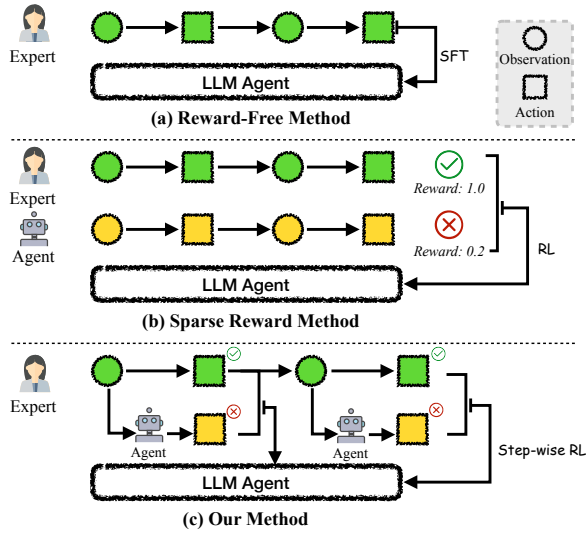 Expert
SFT
LLM Agent
(a) Reward-Free Method
Observation
Action
Expert
Reward: 1.0
Agent
Reward: 0.2
RL
LLM Agent
(b) Sparse Reward Method
Expert
Agent
Agent
Step-wise RL
LLM Agent
(c) Our Method